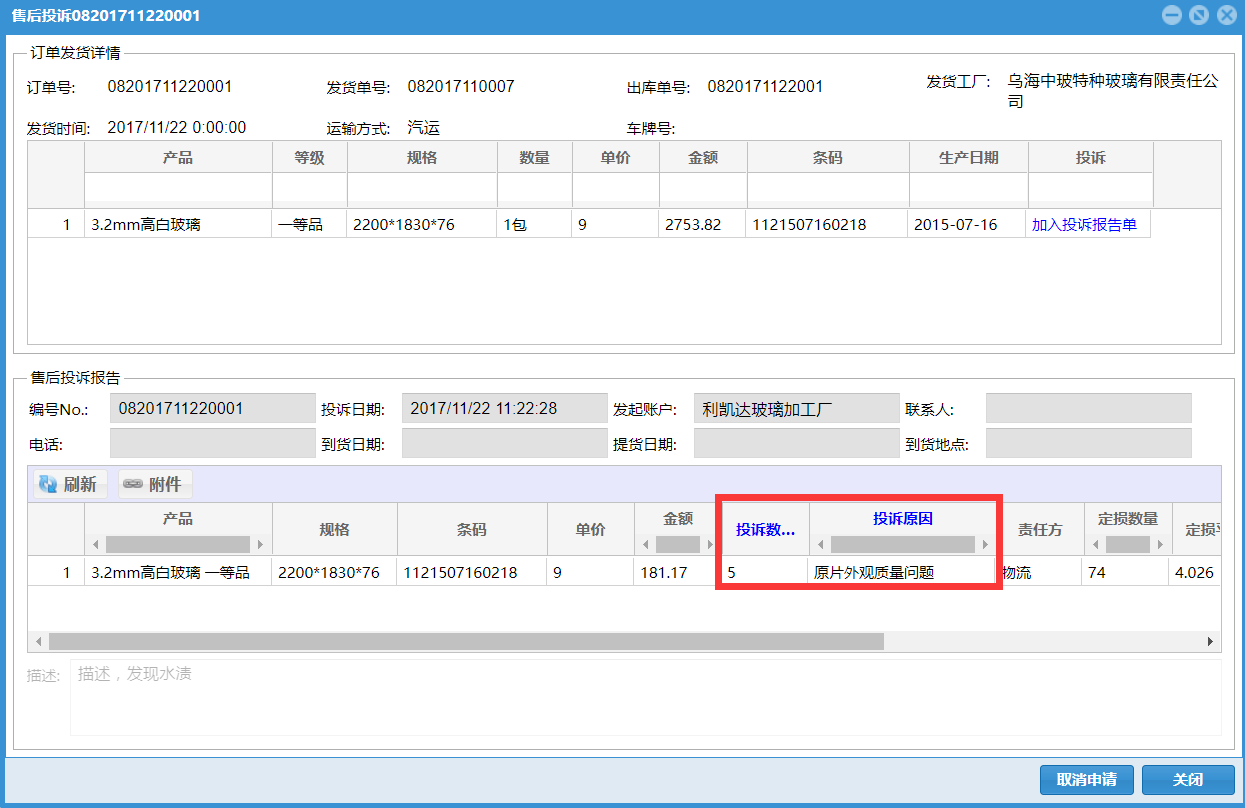 售后投诉08201711220001
订单发货详情
订单号: 08201711220001 发货单号: 082017110007 出库单号: 0820171122001 发货工厂: 乌海中玻特种玻璃有限责任公
司
发货时间: 2017/11/22 0:00:00 运输方式: 汽运 车牌号:
产品 等级 规格 数量 单价 金额 条码 生产日期 投诉
1 3.2mm高白玻璃 一等品 2200*1830*76 1包 9 2753.82 1121507160218 2015-07-16 加入投诉报告单
售后投诉报告
编号No.: 08201711220001 投诉日期: 2017/11/22 11:22:28 发起账户: 利凯达玻璃加工厂 联系人:
电话: 到货日期: 提货日期: 到货地点:
刷新 附件
产品 规格 条码 单价 金额 投诉数... 投诉原因 责任方 定损数量 定损
1 3.2mm高白玻璃 一等品 2200*1830*76 1121507160218 9 181.17 5 原片外观质量问题 物流 74 4.026
描述: 描述，发现水渍
取消申请 关闭